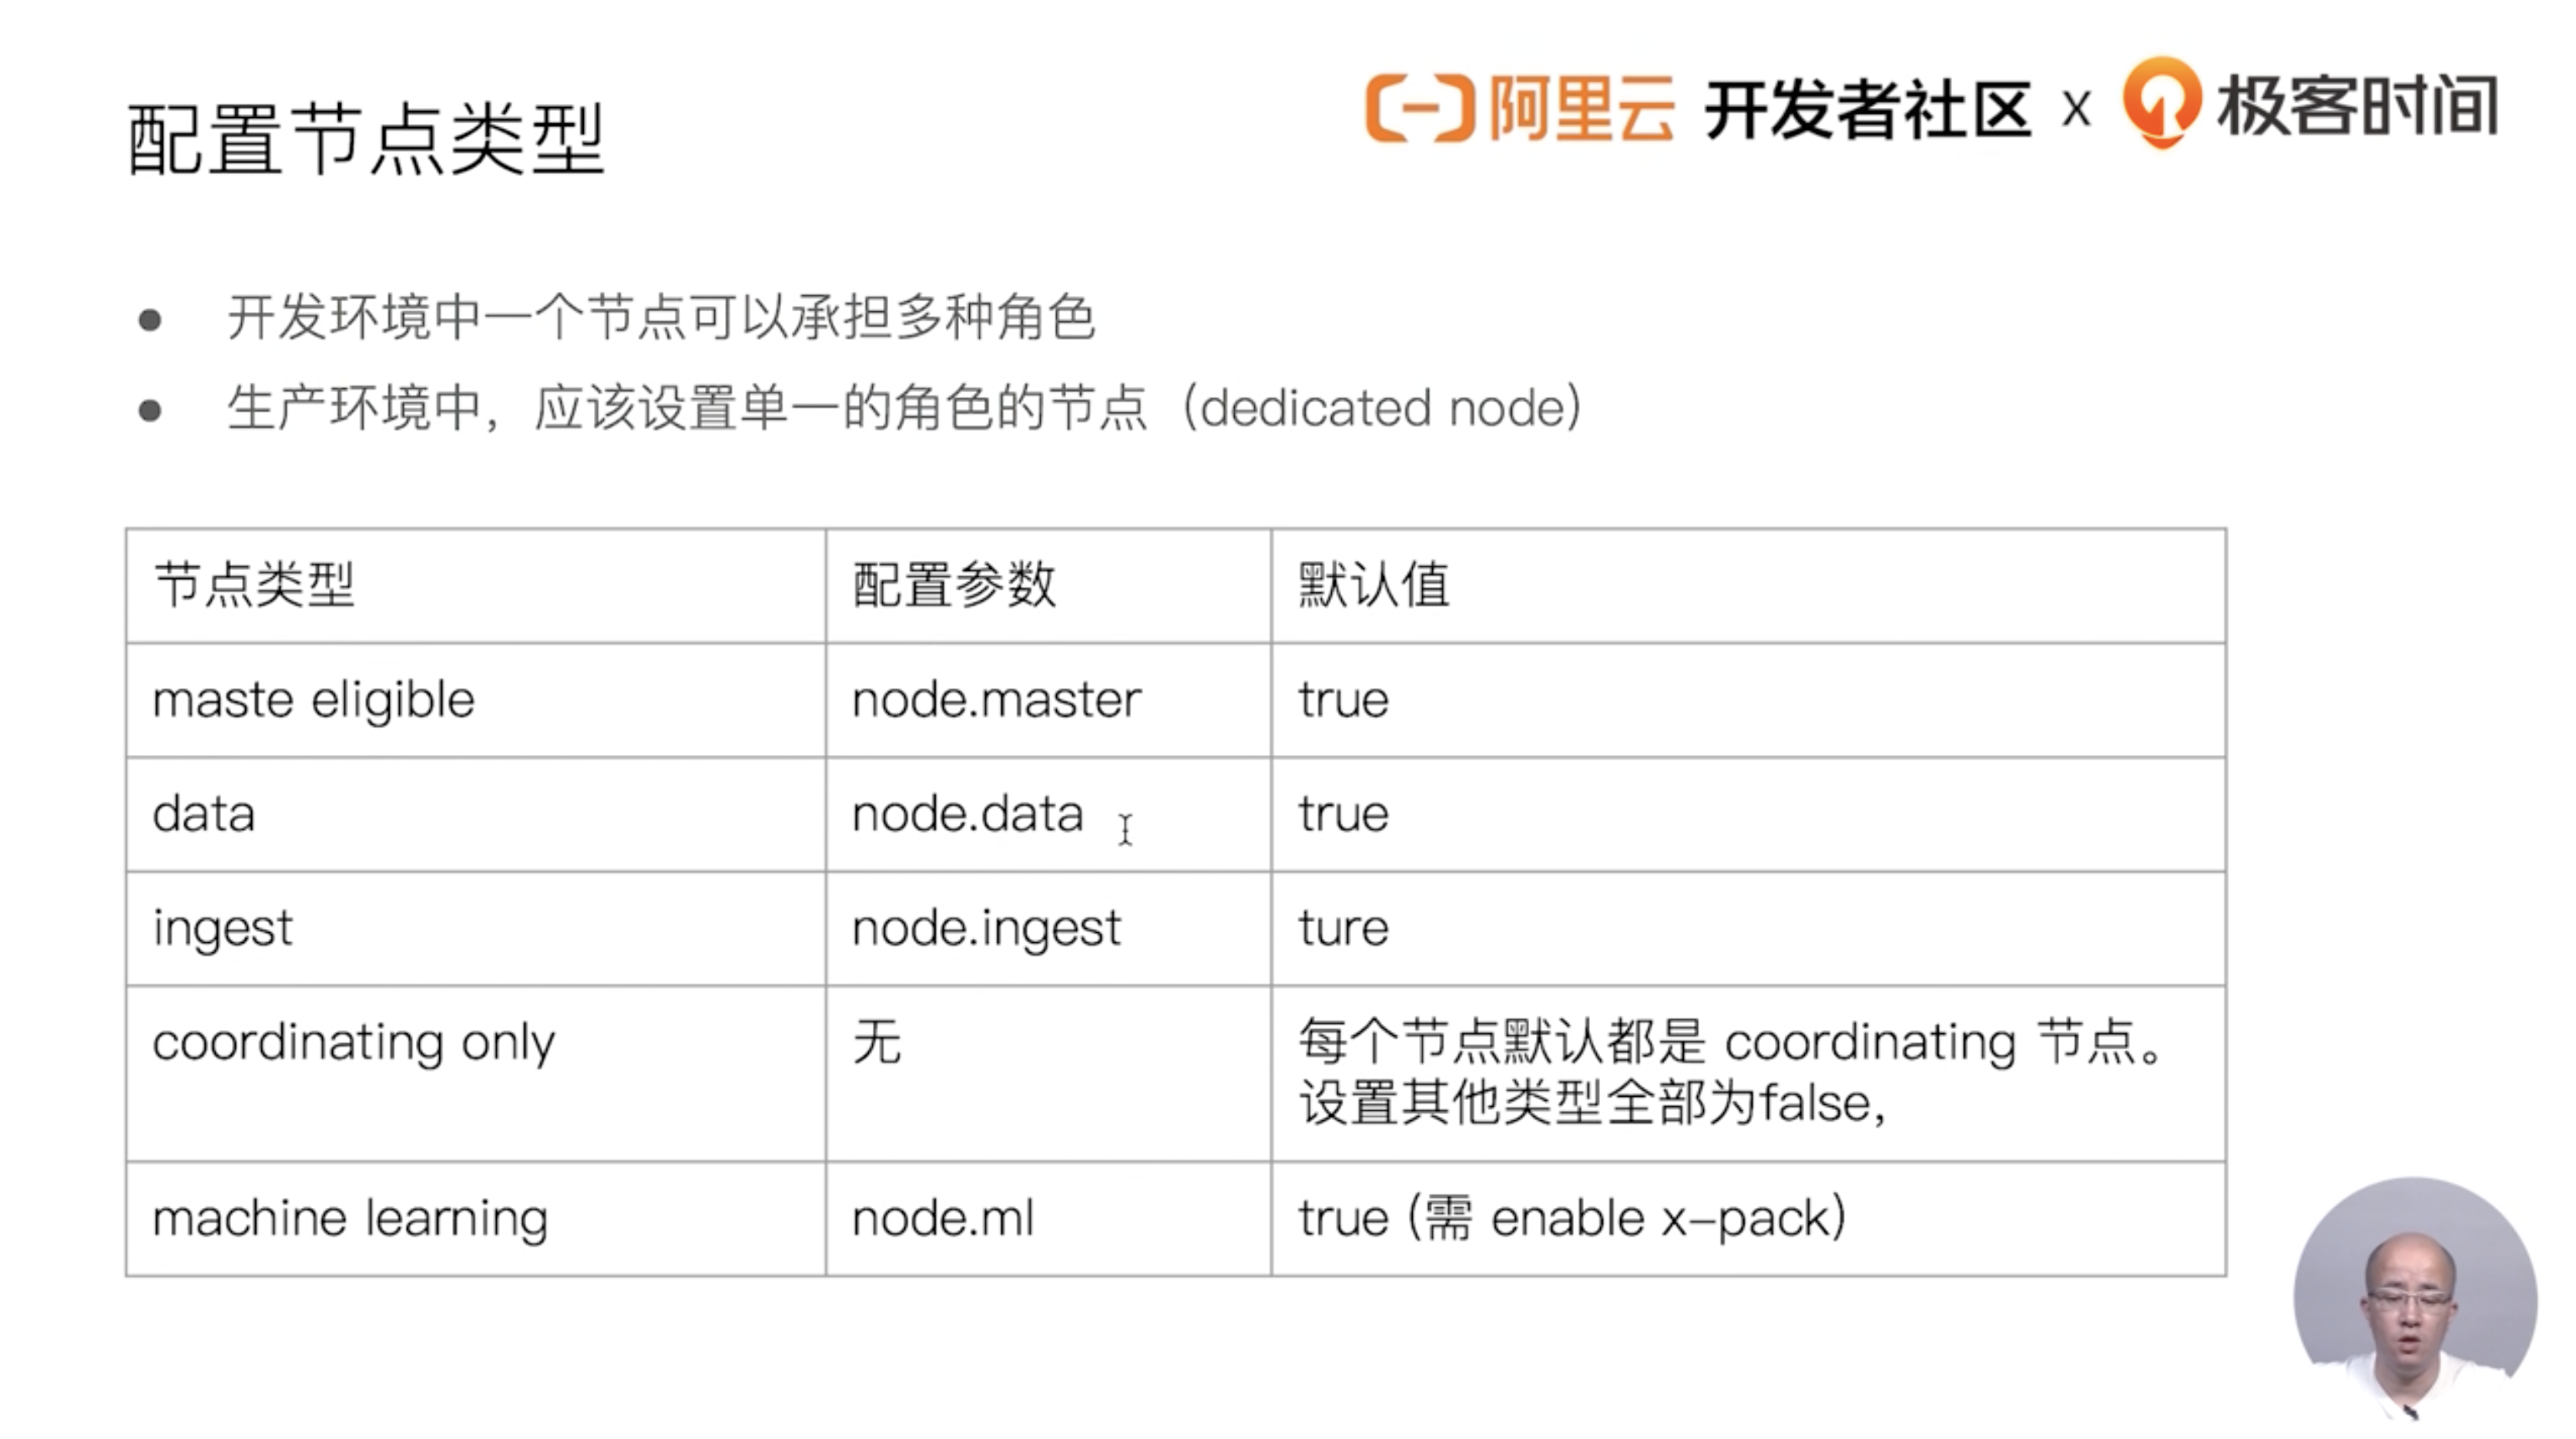 阿里云 开发者社区 X 极客时间
配置节点类型
● 开发环境中一个节点可以承担多种角色
● 生产环境中，应该设置单一的角色的节点（dedicated node）
节点类型 配置参数 默认值
maste eligible node.master true
data node.data true
ingest node.ingest ture
coordinating only 无 每个节点默认都是 coordinating 节点。
设置其他类型全部为false，
machine learning node.ml true (需 enable x-pack)